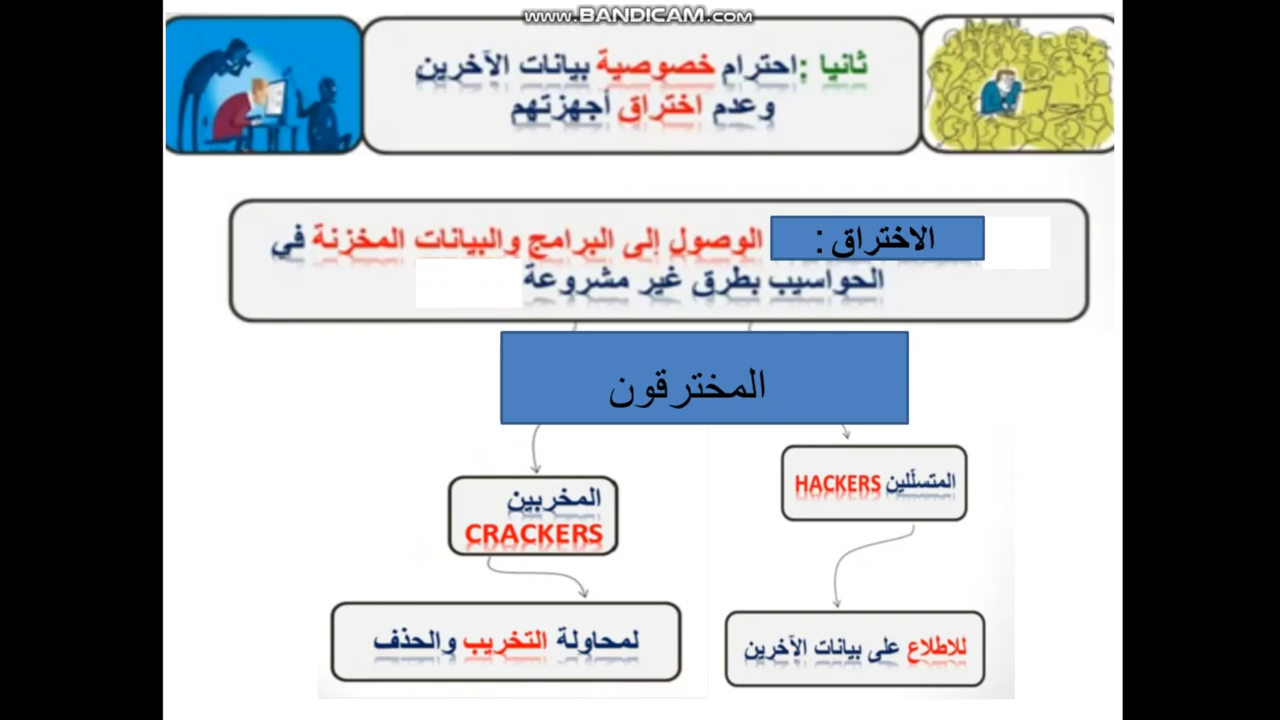 www.BANDICAM.com
ثانيا :احترام خصوصية بيانات الآخرين
وعدم اختراق أجهزتهم
الاختراق : الوصول إلى البرامج والبيانات المخزنة في
الحواسيب بطرق غير مشروعة
المخترقون
المتسلّلين HACKERS
المخربين
CRACKERS
للاطلاع على بيانات الآخرين
لمحاولة التخريب والحذف